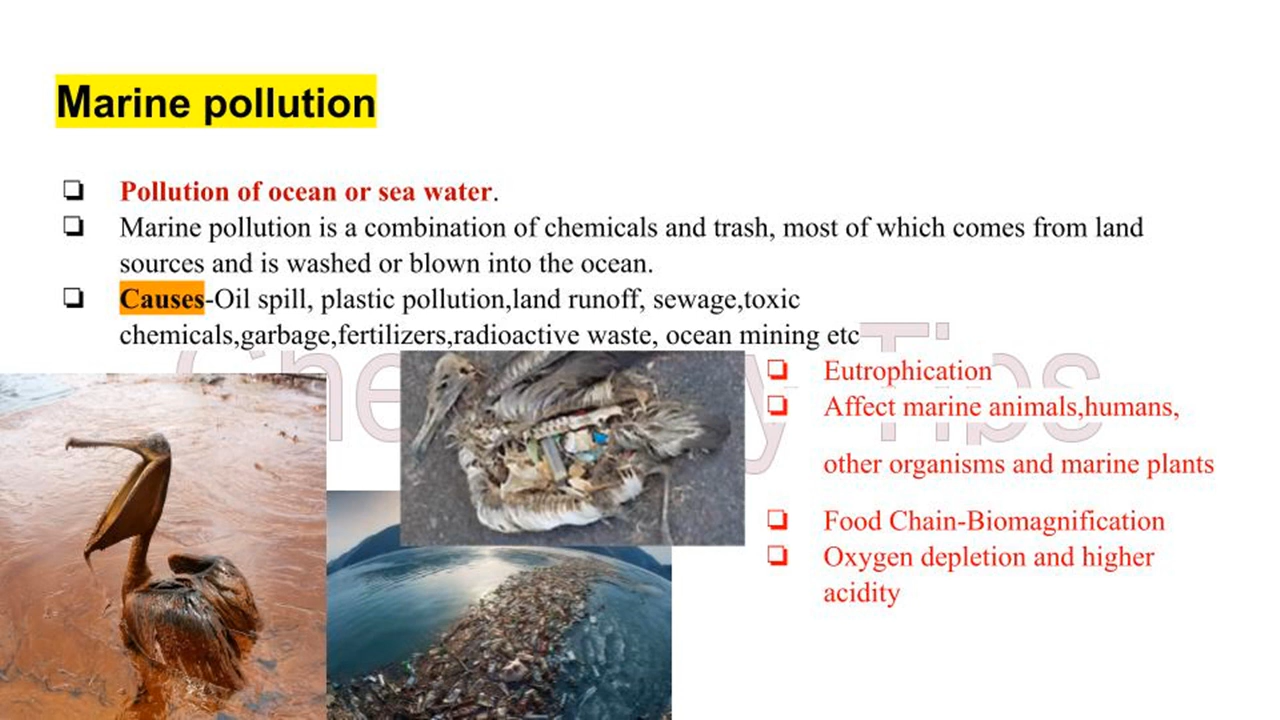 Marine pollution
❏ Pollution of ocean or sea water.
❏ Marine pollution is a combination of chemicals and trash, most of which comes from land
sources and is washed or blown into the ocean.
❏ Causes-Oil spill, plastic pollution,land runoff, sewage,toxic
chemicals,garbage,fertilizers,radioactive waste, ocean mining etc
❏ Eutrophication
❏ Affect marine animals,humans,
other organisms and marine plants
❏ Food Chain-Biomagnification
❏ Oxygen depletion and higher
acidity
Tips